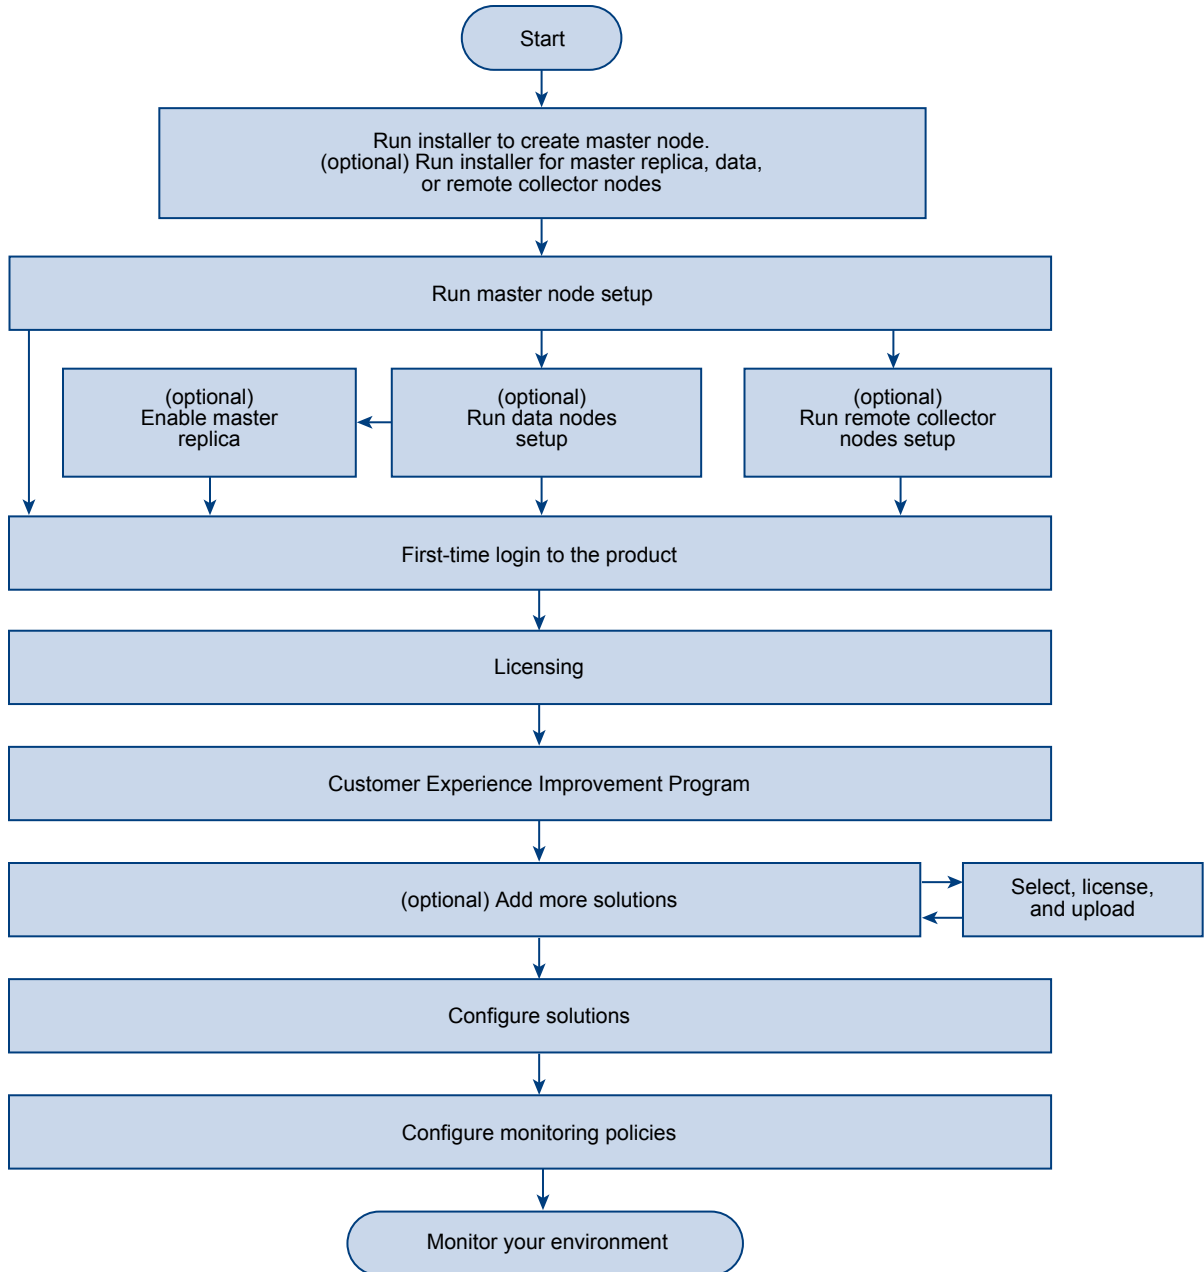 Start
Run installer to create master node.
(optional) Run installer for master replica, data,
or remote collector nodes
Run master node setup
(optional)
Enable master
replica
(optional)
Run data nodes
setup
(optional)
Run remote collector
nodes setup
First-time login to the product
Licensing
Customer Experience Improvement Program
(optional) Add more solutions
Select, license,
and upload
Configure solutions
Configure monitoring policies
Monitor your environment